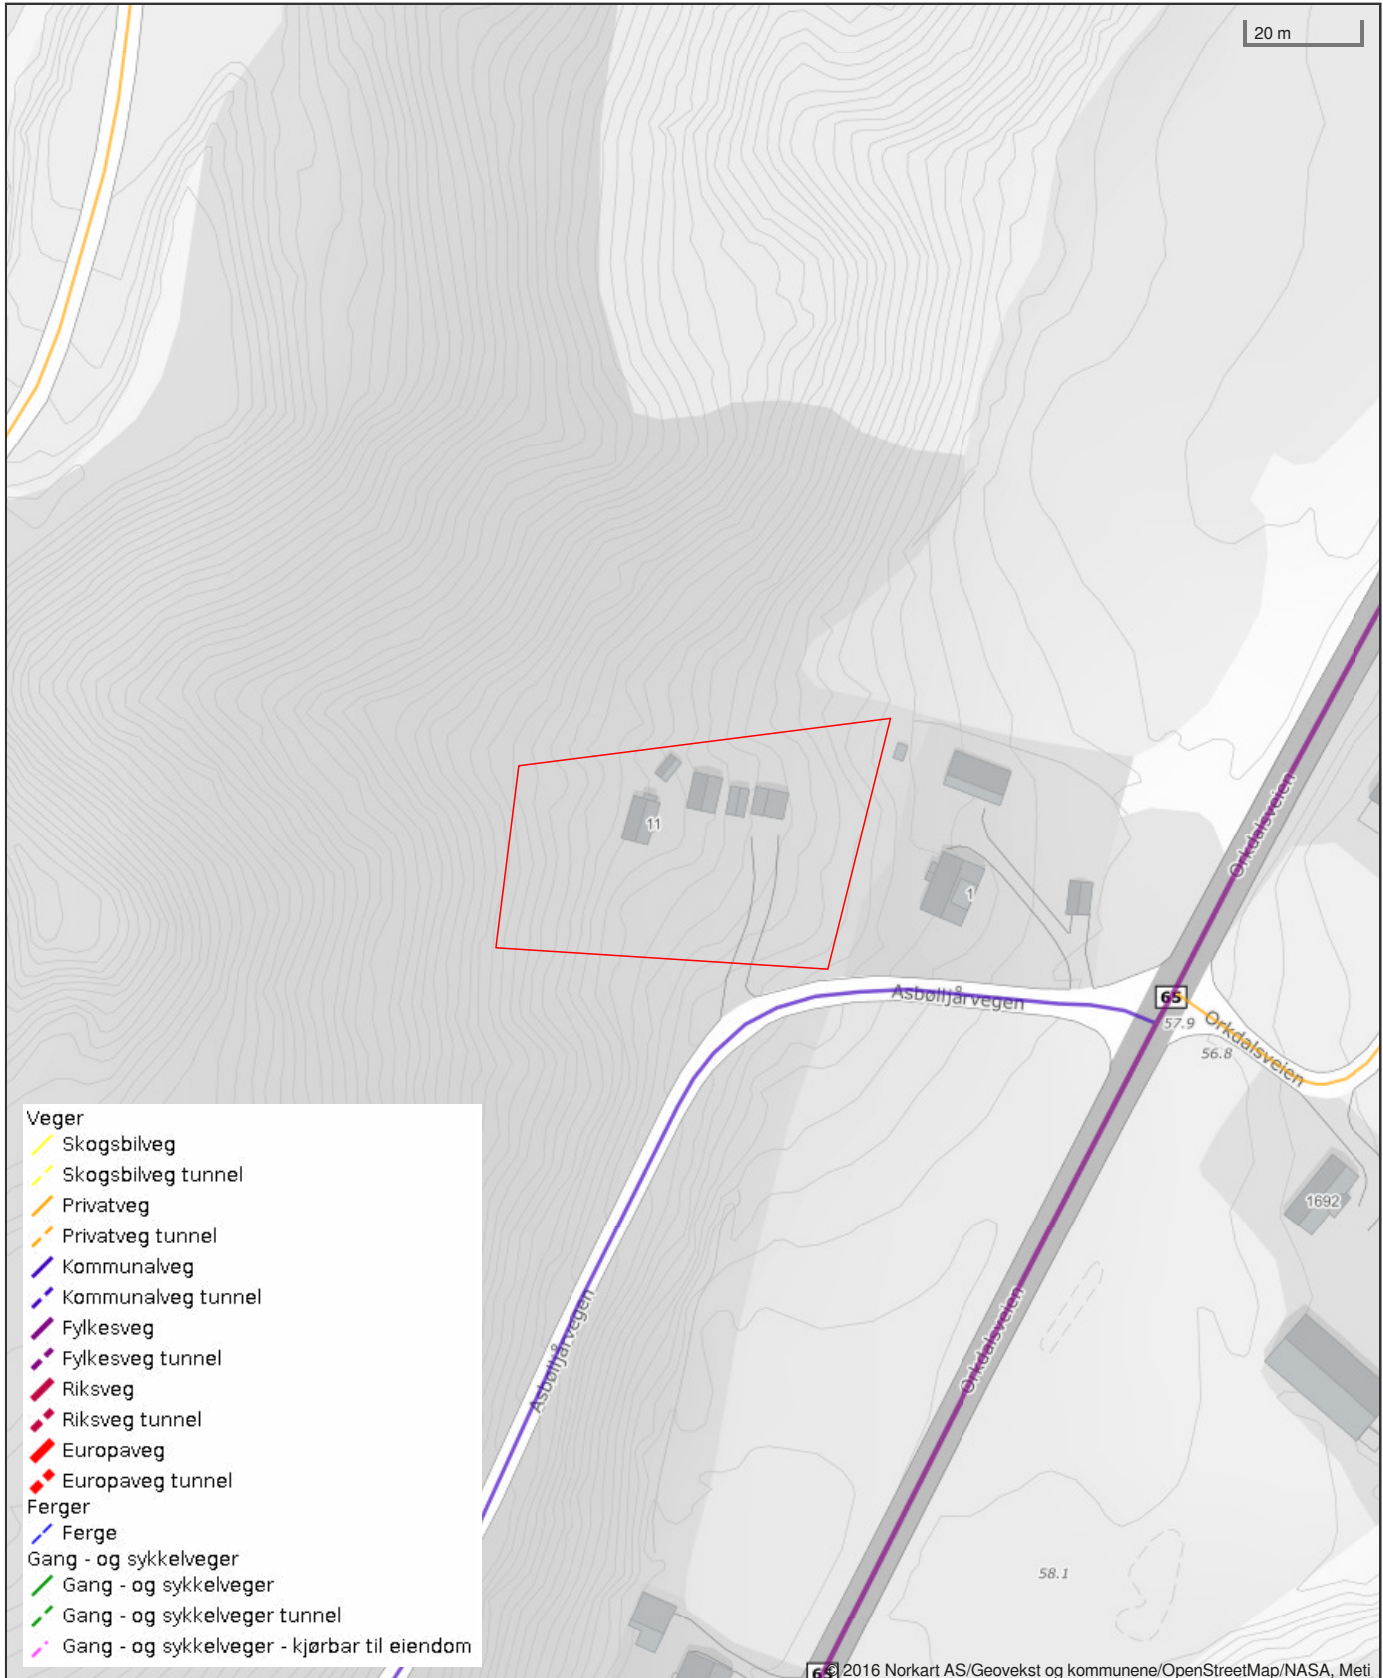 20 m
11
1
Asbølljårvegen
65
57.9
56.8
Orkdalsveien
Orkdalsveien
1692
Asbølljårvegen
Orkdalsveien
58.1
Veger
Skogsbilveg
Skogsbilveg tunnel
Privatveg
Privatveg tunnel
Kommunalveg
Kommunalveg tunnel
Fylkesveg
Fylkesveg tunnel
Riksveg
Riksveg tunnel
Europaveg
Europaveg tunnel
Ferger
Ferge
Gang - og sykkelveger
Gang - og sykkelveger
Gang - og sykkelveger tunnel
Gang - og sykkelveger - kjørbar til eiendom
65
© 2016 Norkart AS/Geovekst og kommunene/OpenStreetMap/NASA, Meti